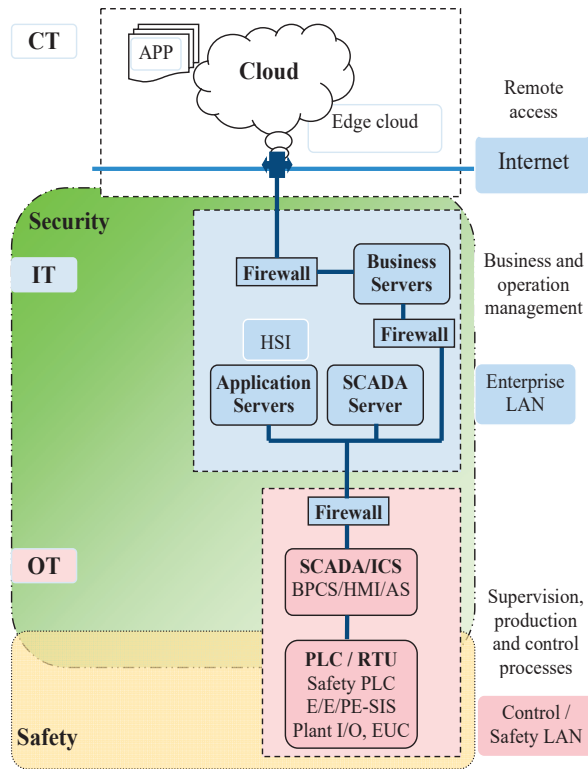 CT
APP
Cloud
Edge cloud
Remote
access
Internet
Security
IT
Firewall
Business
Servers
Business and
operation
management
Firewall
HSI
Application
Servers
SCADA
Server
Enterprise
LAN
Firewall
OT
SCADA/ICS
BPCS/HMI/AS
Supervision,
production
and control
processes
PLC / RTU
Safety PLC
E/E/PE-SIS
Plant I/O, EUC
Control /
Safety LAN
Safety